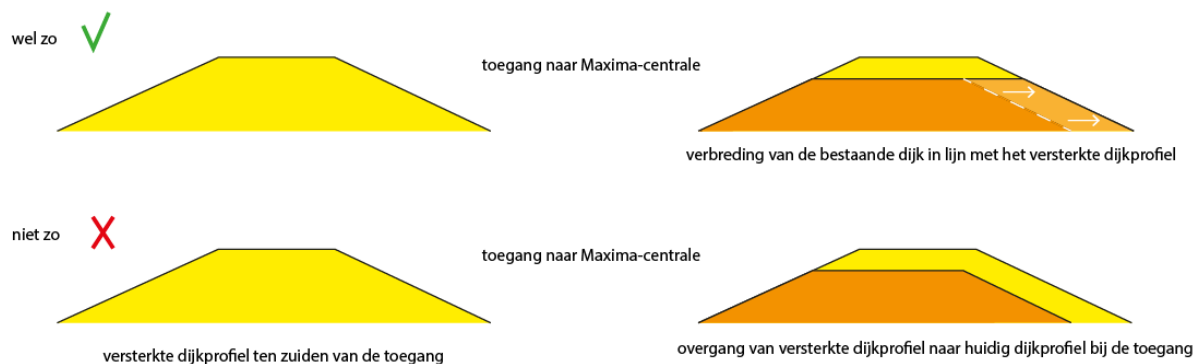 wel zo
toegang naar Maxima-centrale
verbreding van de bestaande dijk in lijn met het versterkte dijkprofiel
niet zo
toegang naar Maxima-centrale
versterkte dijkprofiel ten zuiden van de toegang
overgang van versterkte dijkprofiel naar huidig dijkprofiel bij de toegang